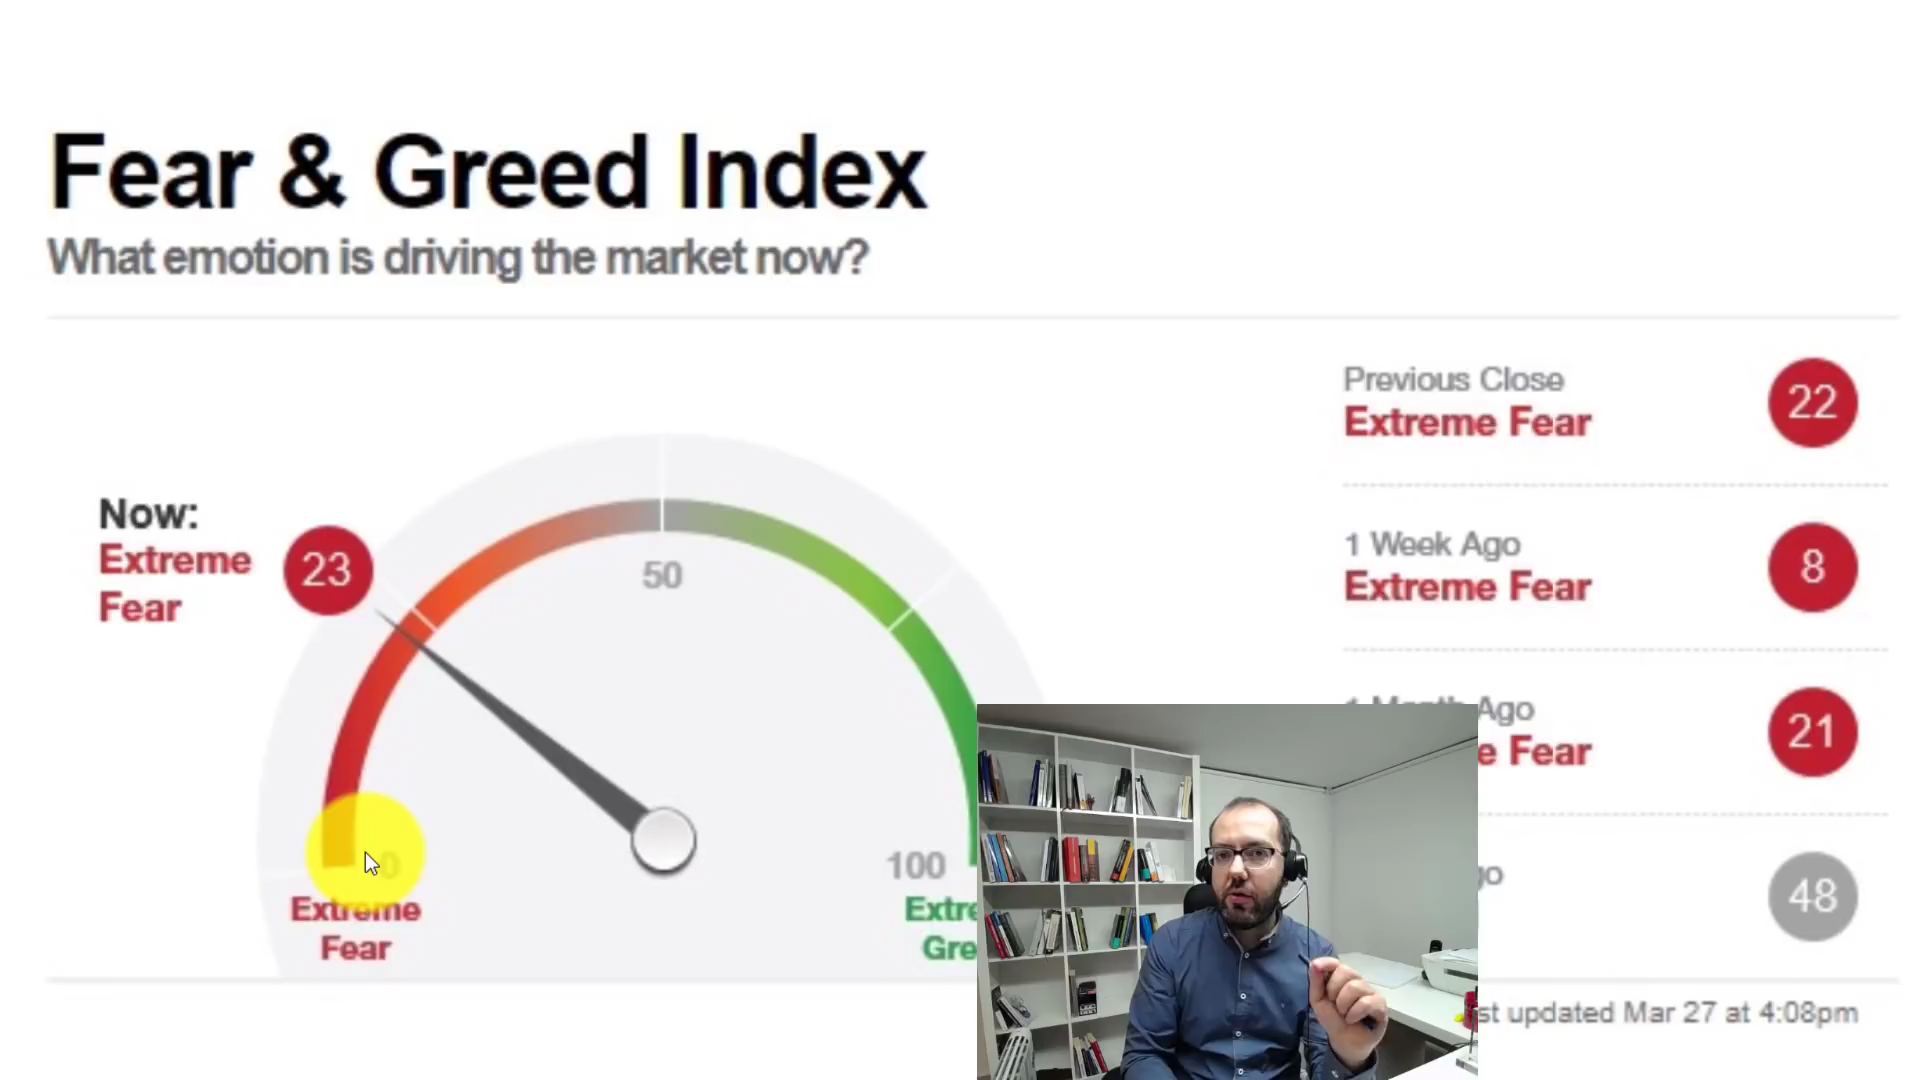 Fear & Greed Index
What emotion is driving the market now?
Previous Close
Extreme Fear
22
Now:
Extreme
Fear
23
50
1 Week Ago
Extreme Fear
8
Ago
Fear
21
0
100
Extreme
Fear
48
updated Mar 27 at 4:08pm